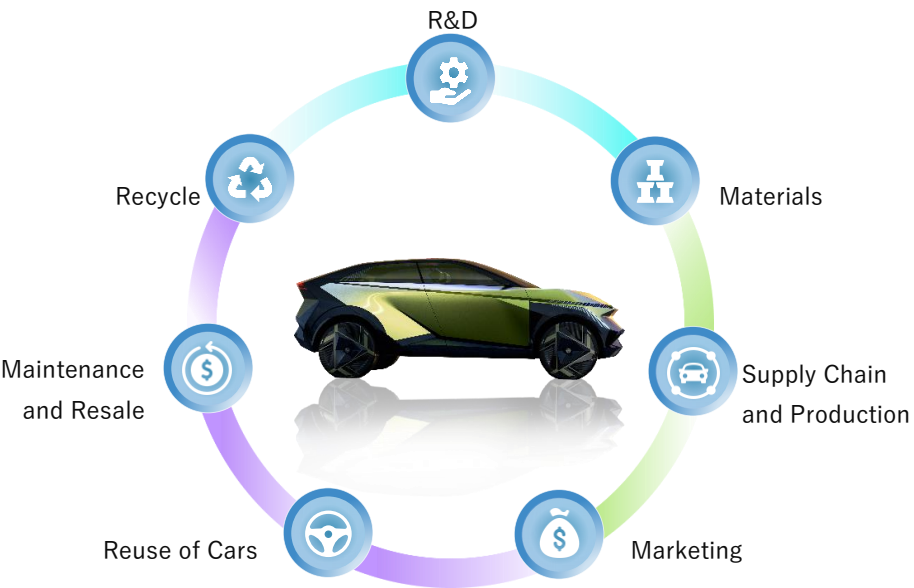 R&D
Recycle
Materials
Maintenance
and Resale
Supply Chain
and Production
Reuse of Cars
Marketing
$
$